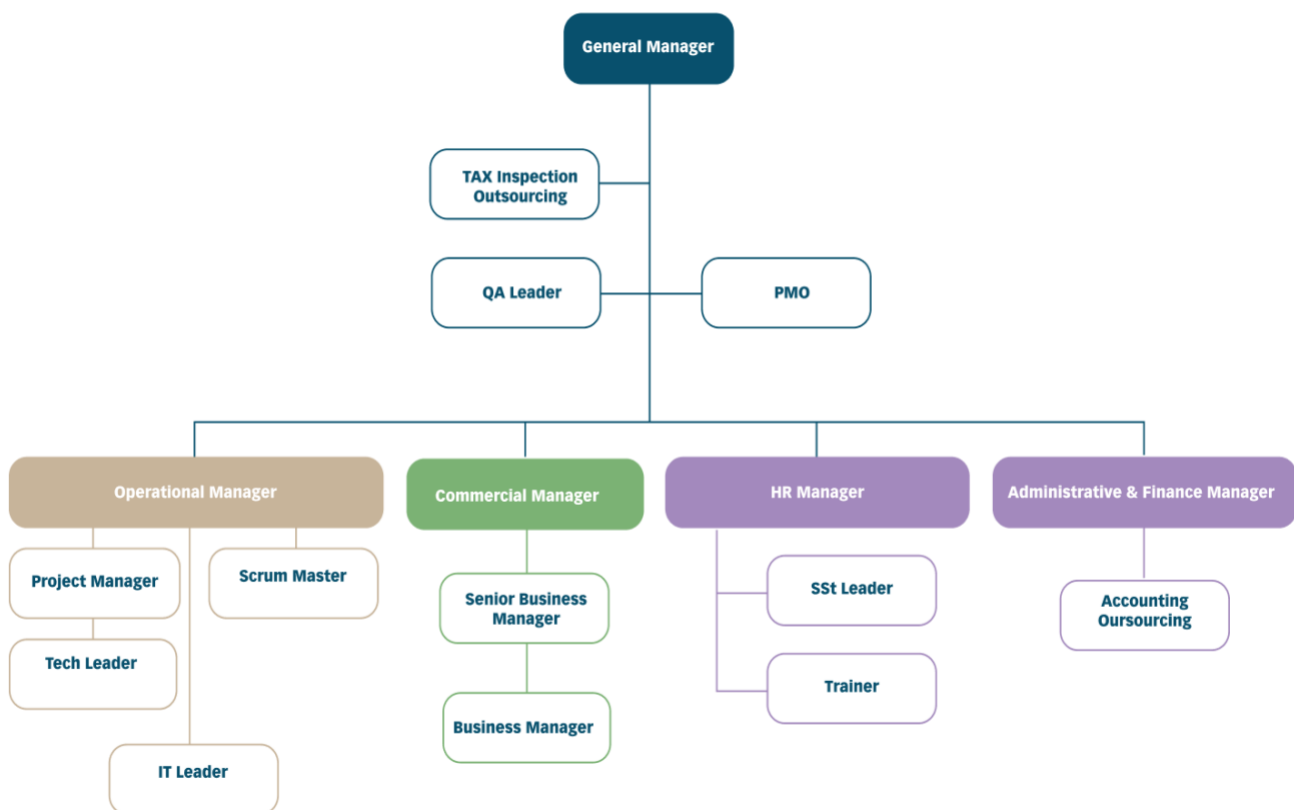 General Manager
TAX Inspection
Outsourcing
QA Leader
PMO
Operational Manager
Commercial Manager
HR Manager
Administrative & Finance Manager
Project Manager
Scrum Master
Tech Leader
IT Leader
Senior Business
Manager
Business Manager
SSt Leader
Trainer
Accounting
Oursourcing